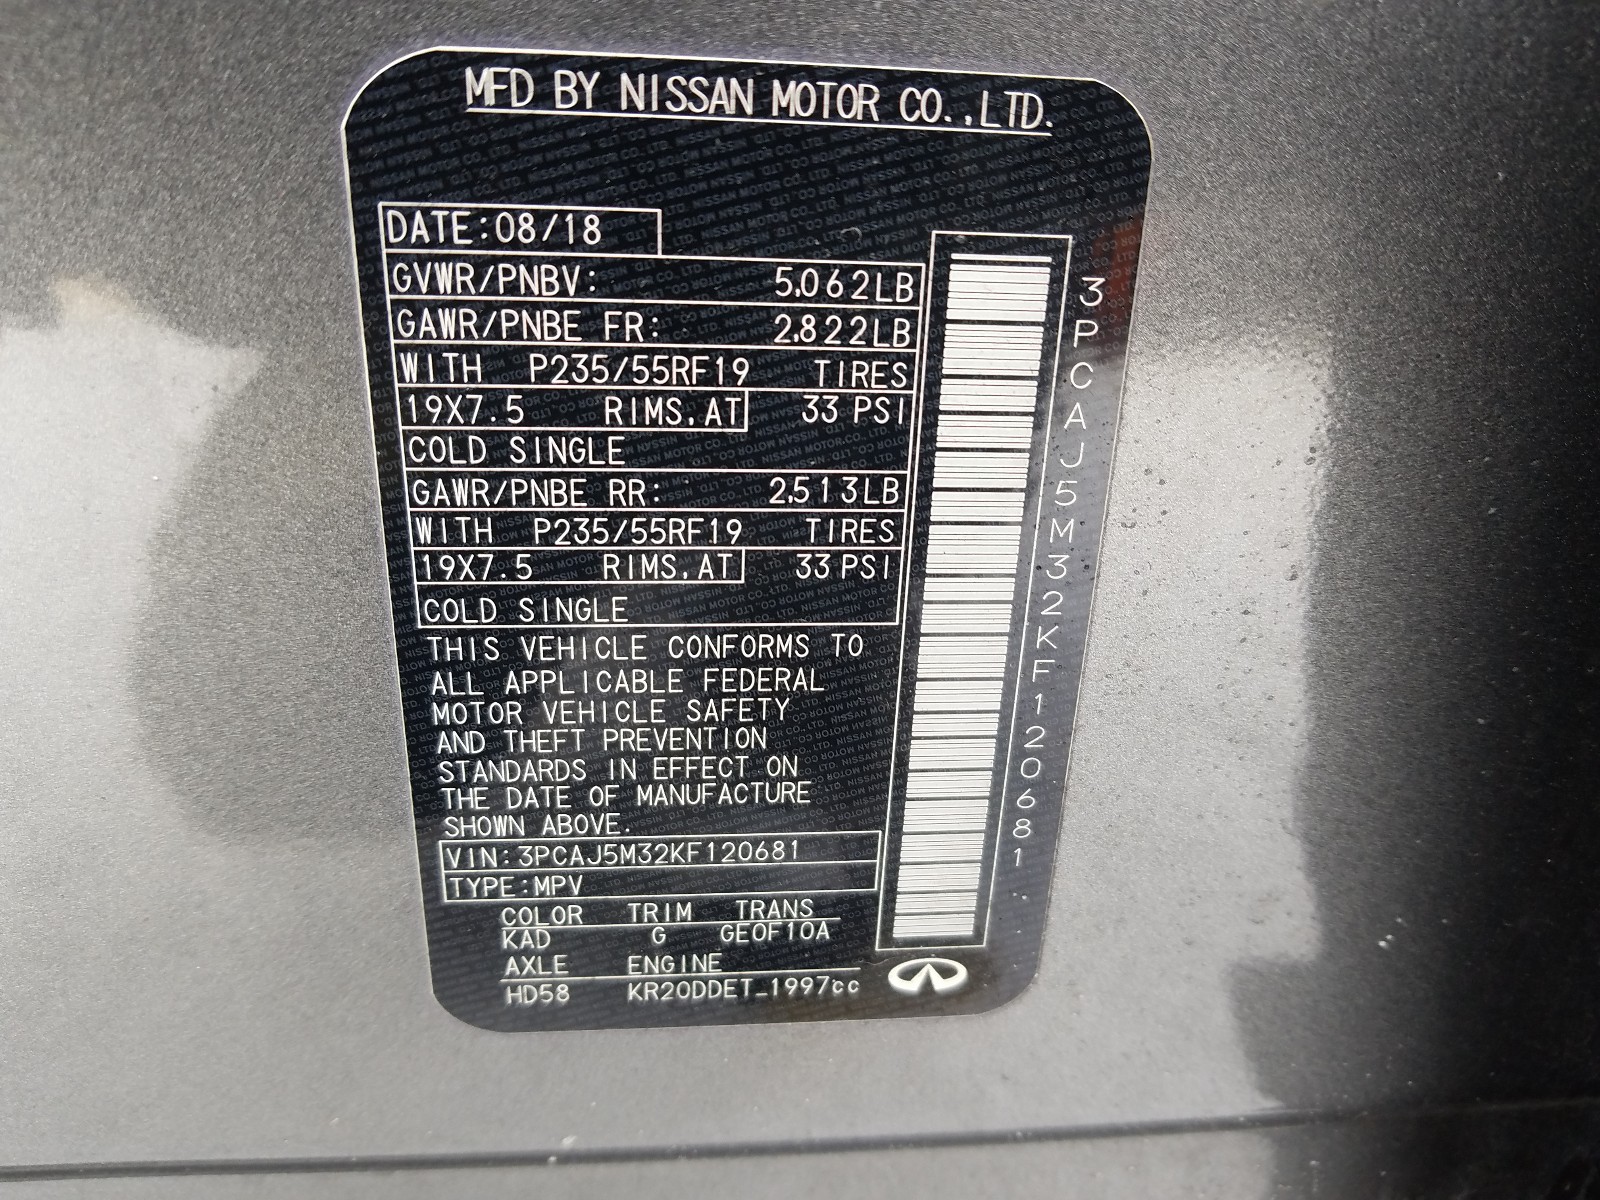 MFD BY NISSAN MOTOR CO.,LTD.
DATE:08/18
GVWR/PNBV: 5,062LB
GAWR/PNBE FR: 2,822LB
WITH P235/55RF19 TIRES
19X7.5 RIMS,AT 33 PSI
COLD SINGLE
GAWR/PNBE RR: 2,513LB
WITH P235/55RF19 TIRES
19X7.5 RIMS,AT 33 PSI
COLD SINGLE
THIS VEHICLE CONFORMS TO
ALL APPLICABLE FEDERAL
MOTOR VEHICLE SAFETY
AND THEFT PREVENTION
STANDARDS IN EFFECT ON
THE DATE OF MANUFACTURE
SHOWN ABOVE.
VIN:3PCAJ5M32KF120681
TYPE:MPV
COLOR TRIM TRANS
KAD G GE0F10A
AXLE ENGINE
HD58 KR20DDET_1997cc
3PCAJ5M32KF120681